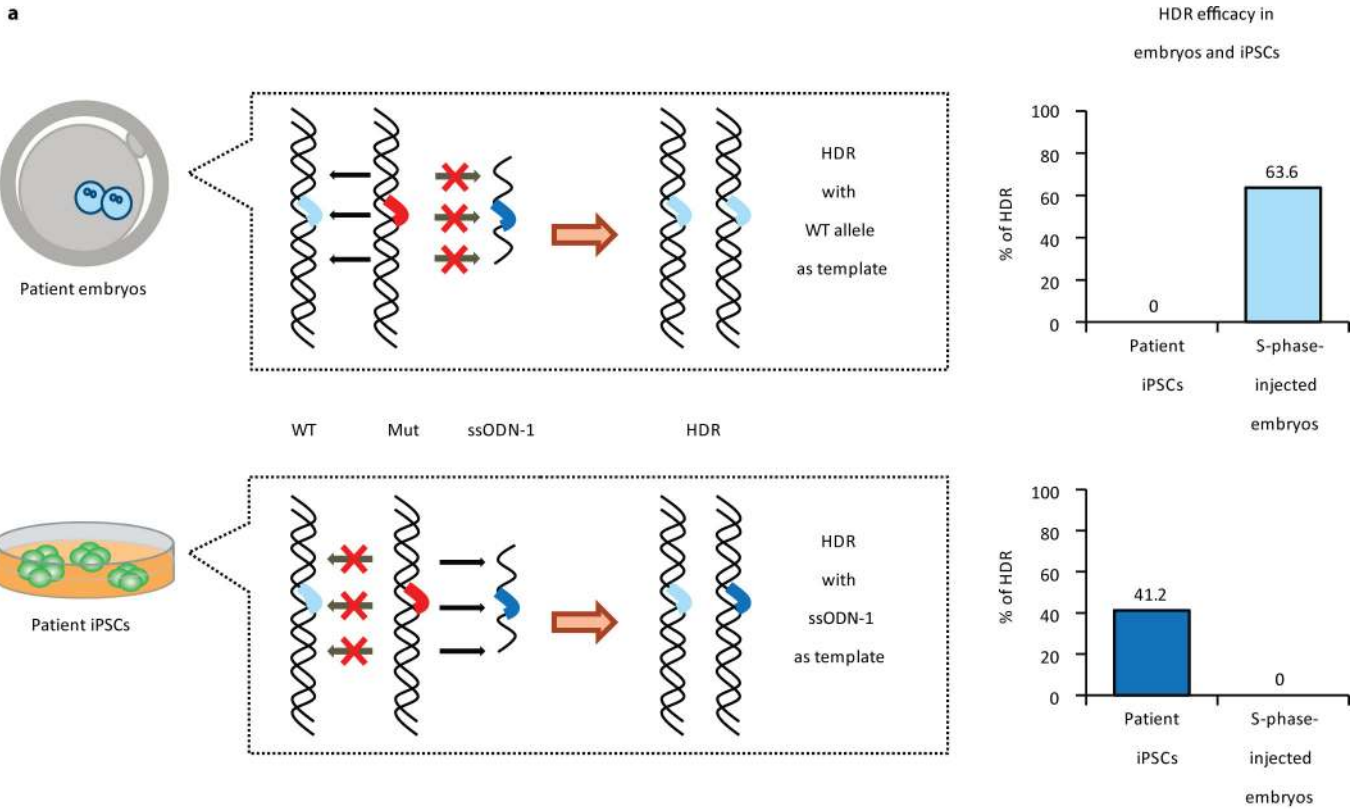 a
HDR efficacy in
embryos and iPSCs
Patient embryos
HDR
with
WT allele
as template
% of HDR
100
80
60
40
20
0
0
63.6
Patient
iPSCs
S-phase-
injected
embryos
WT
Mut
ssODN-1
HDR
Patient iPSCs
HDR
with
ssODN-1
as template
% of HDR
100
80
60
40
20
0
41.2
0
Patient
iPSCs
S-phase-
injected
embryos